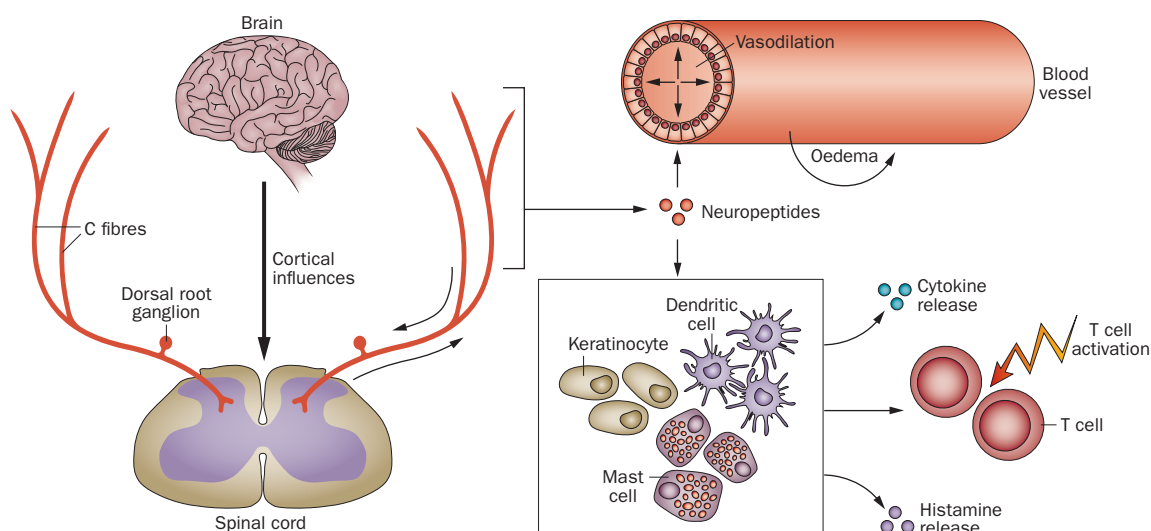 Brain
Vasodilation
Blood
vessel
Oedema
Neuropeptides
C fibres
Cortical
influences
Dorsal root
ganglion
Dendritic
cell
Keratinocyte
Mast
cell
Cytokine
release
T cell
activation
T cell
Histamine
release
Spinal cord